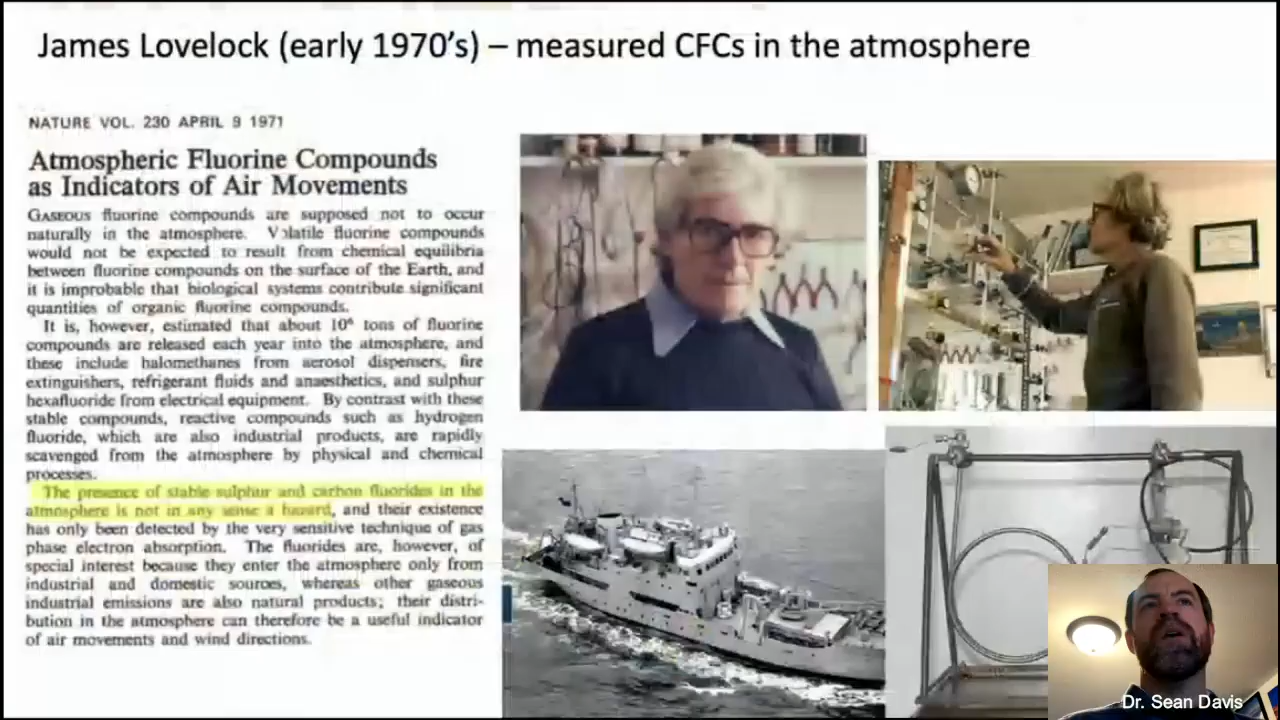 James Lovelock (early 1970's) – measured CFCs in the atmosphere
NATURE VOL. 230 APRIL 9 1971
Atmospheric Fluorine Compounds
as Indicators of Air Movements
GASEOUS fluorine compounds are supposed not to occur
naturally in the atmosphere. Volatile fluorine compounds
would not be expected to result from chemical equilibria
between fluorine compounds on the surface of the Earth, and
it is improbable that biological systems contribute significant
quantities of organic fluorine compounds.
It is, however, estimated that about 10⁶ tons of fluorine
compounds are released each year into the atmosphere, and
these include halomethanes from aerosol dispensers, fire
extinguishers, refrigerant fluids and anaesthetics, and sulphur
hexafluoride from electrical equipment. By contrast with these
stable compounds, reactive compounds such as hydrogen
fluoride, which are also industrial products, are rapidly
scavenged from the atmosphere by physical and chemical
processes.
The presence of stable sulphur and carbon fluorides in the
atmosphere is not in any sense a hazard, and their existence
has only been detected by the very sensitive technique of gas
phase electron absorption. The fluorides are, however, of
special interest because they enter the atmosphere only from
industrial and domestic sources, whereas other gaseous
industrial emissions are also natural products; their distri-
bution in the atmosphere can therefore be a useful indicator
of air movements and wind directions.
Dr. Sean Davis